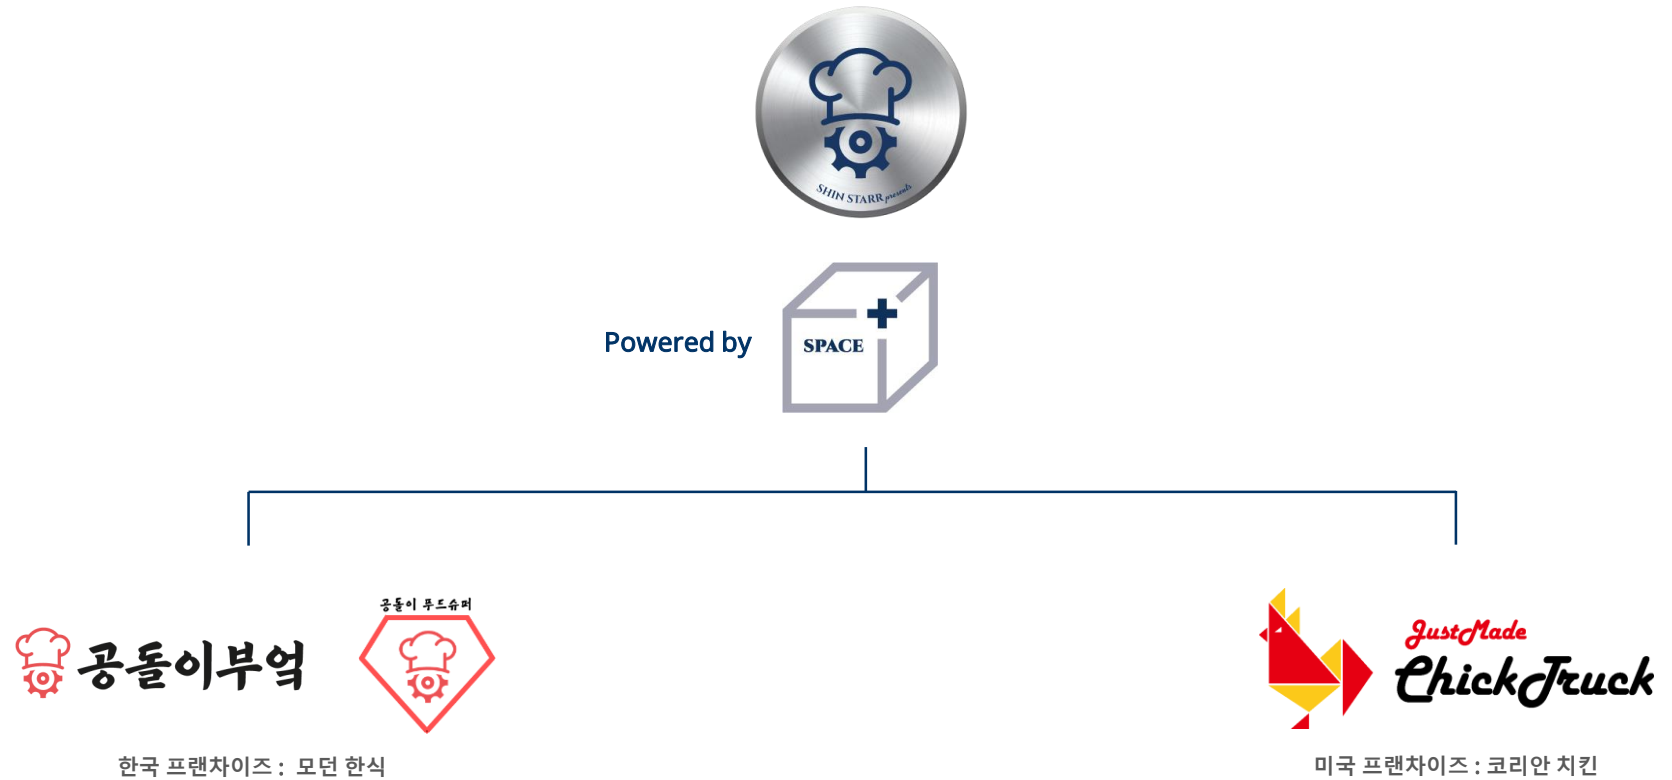 SHIN STARR presents
Powered by
SPACE
공돌이부엌
공돌이 푸드슈퍼
JustMade
ChickTruck
한국 프랜차이즈 : 모던 한식
미국 프랜차이즈 : 코리안 치킨